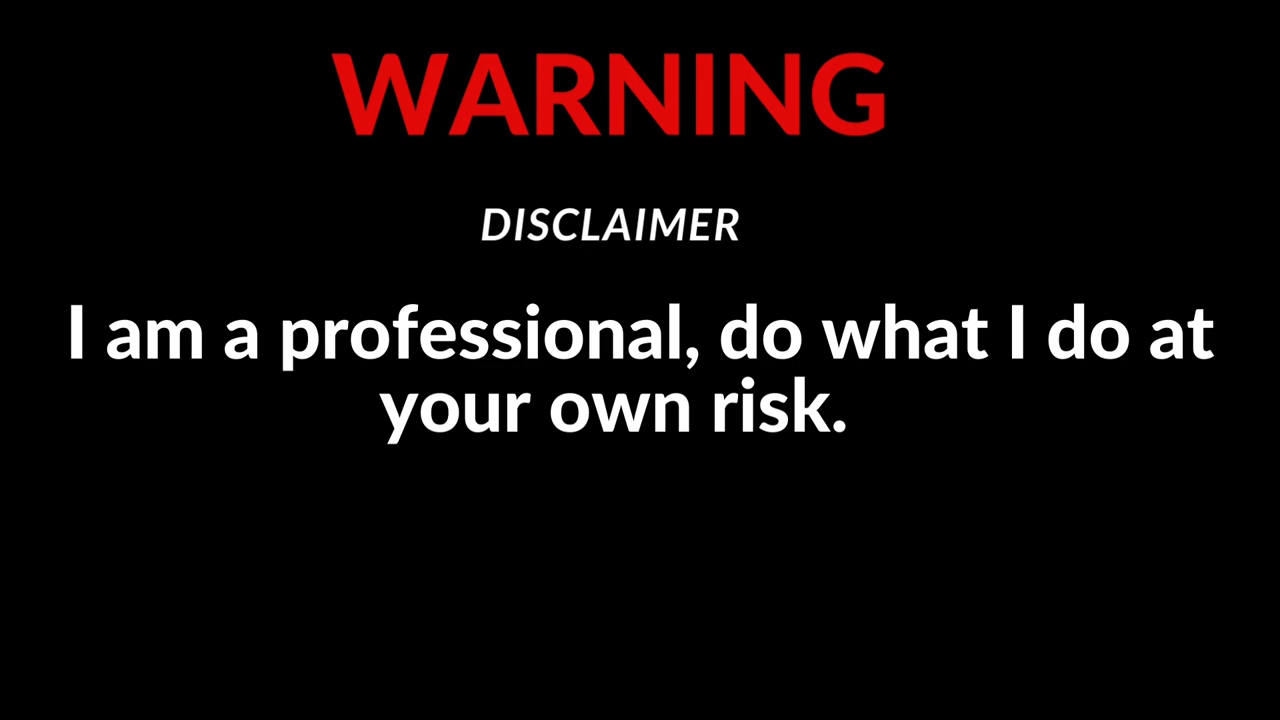 WARNING
DISCLAIMER
I am a professional, do what I do at
your own risk.